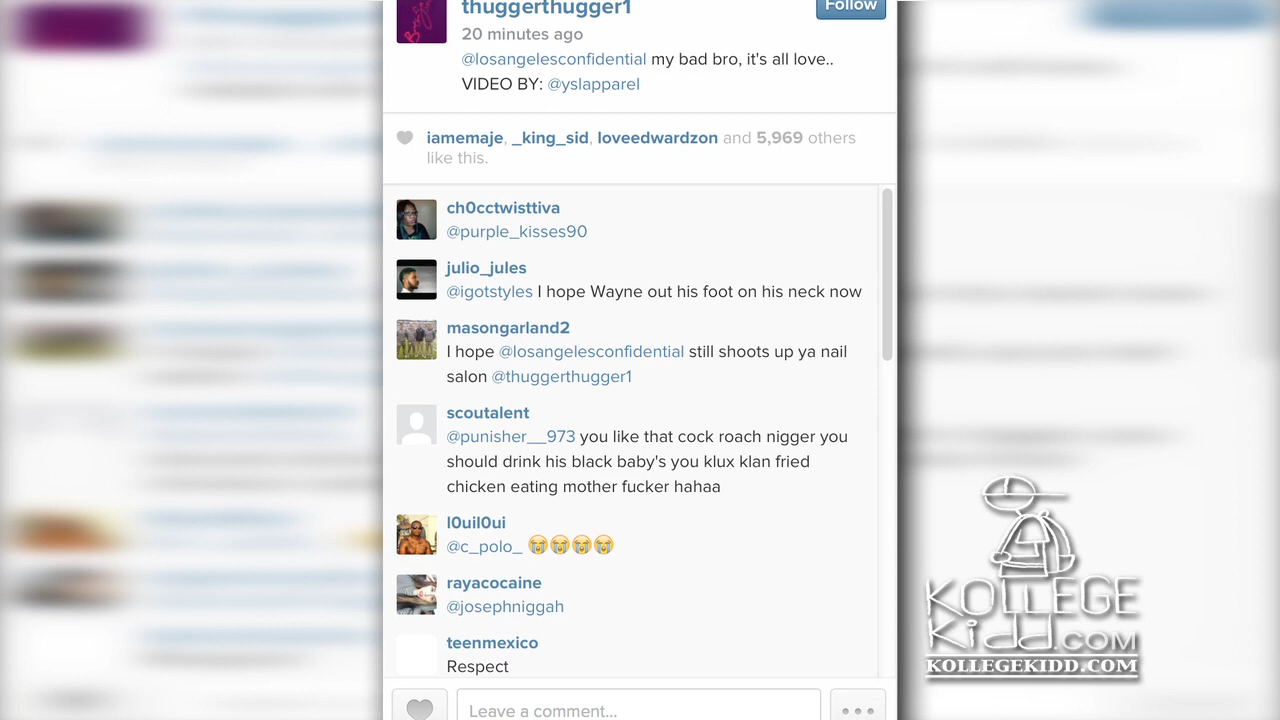 thuggerthugger1
Follow
20 minutes ago
@losangelesconfidential my bad bro, it's all love..
VIDEO BY: @yslapparel
iamemaje, _king_sid, loveedwardzon and 5,969 others
like this.
ch0cctwisttiva
@purple_kisses90
julio_jules
@igotstyles I hope Wayne out his foot on his neck now
masongarland2
I hope @losangelesconfidential still shoots up ya nail
salon @thuggerthugger1
scoutalent
@punisher__973 you like that cock roach nigger you
should drink his black baby's you klux klan fried
chicken eating mother fucker hahaa
l0uil0ui
@c_polo_ 😭😭😭😭
rayacocaine
@josephniggah
teenmexico
Respect
Leave a comment...
KOLLEGE
KiDD.COM
KOLLEGEKIDD.COM